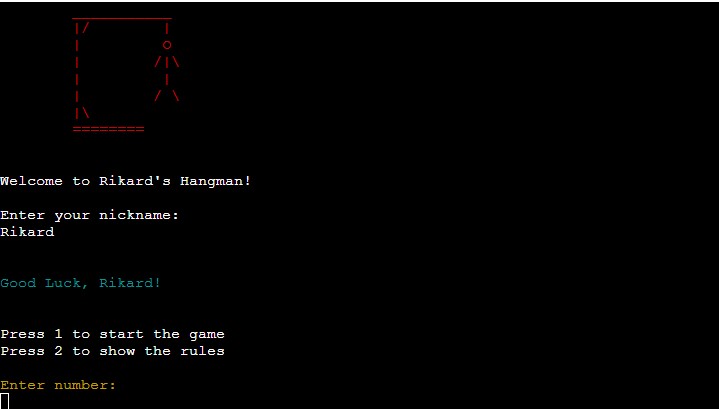 Welcome to Rikard's Hangman!
Enter your nickname:
Rikard
Good Luck, Rikard!
Press 1 to start the game
Press 2 to show the rules
Enter number: